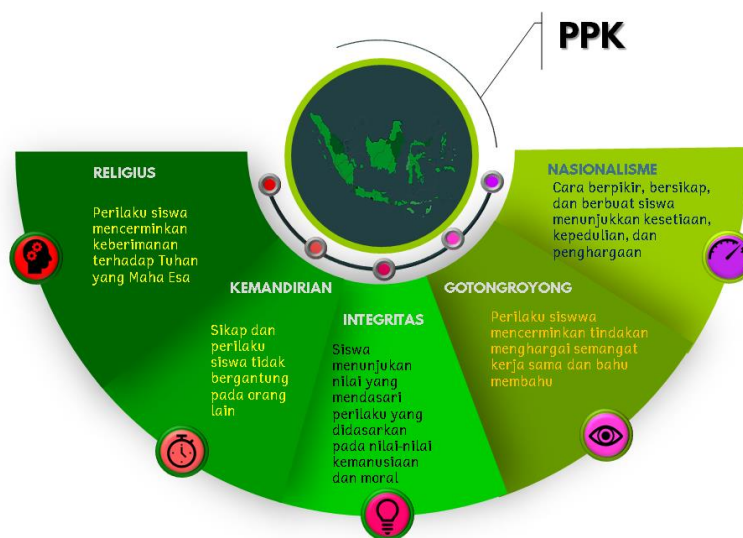 PPK
RELIGIUS
Perilaku siswa
mencerminkan
keberimanan
terhadap Tuhan
yang Maha Esa
KEMANDIRIAN
Sikap dan
perilaku
siswa tidak
bergantung
pada orang
lain
INTEGRITAS
Siswa
menunjukan
nilai yang
mendasari
perilaku yang
didasarkan
pada nilai-nilai
kemanusiaan
dan moral
GOTONGROYONG
Perilaku siswwa
mencerminkan tindakan
menghargai semangat
kerja sama dan bahu
membahu
NASIONALISME
Cara berpikir, bersikap,
dan berbuat siswa
menunjukkan kesetiaan,
kepedulian, dan
penghargaan